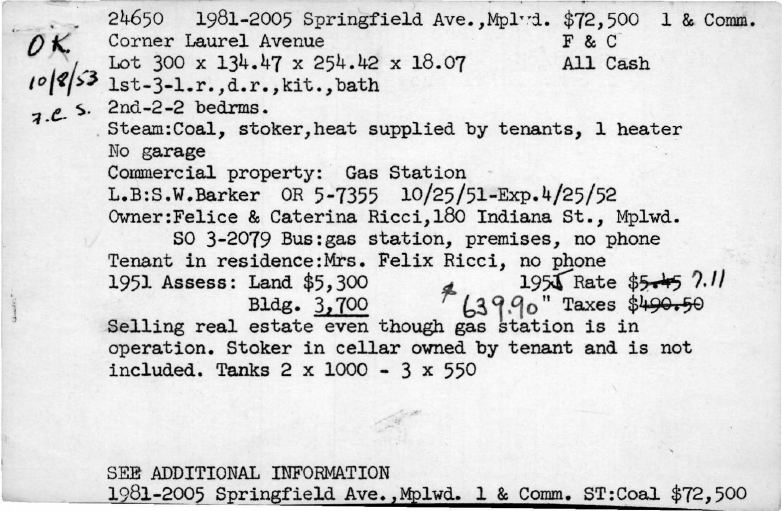 24650 1981-2005 Springfield Ave.,Mplwd. $72,500 1 & Comm.
OK Corner Laurel Avenue F & C
Lot 300 x 134.47 x 254.42 x 18.07 All Cash
10/8/53 1st-3-1.r.,d.r.,kit.,bath
7.C.S. 2nd-2-2 bedrms.
Steam:Coal, stoker,heat supplied by tenants, 1 heater
No garage
Commercial property: Gas Station
L.B:S.W.Barker OR 5-7355 10/25/51-Exp.4/25/52
Owner:Felice & Caterina Ricci,180 Indiana St., Mplwd.
SO 3-2079 Bus:gas station, premises, no phone
Tenant in residence:Mrs. Felix Ricci, no phone
1951 Assess: Land $5,300 1955 Rate $5.45 7.11
Bldg. 3,700 639.90 " Taxes $490.50
Selling real estate even though gas station is in
operation. Stoker in cellar owned by tenant and is not
included. Tanks 2 x 1000 - 3 x 550
SEE ADDITIONAL INFORMATION
1981-2005 Springfield Ave.,Mplwd. 1 & Comm. ST:Coal $72,500